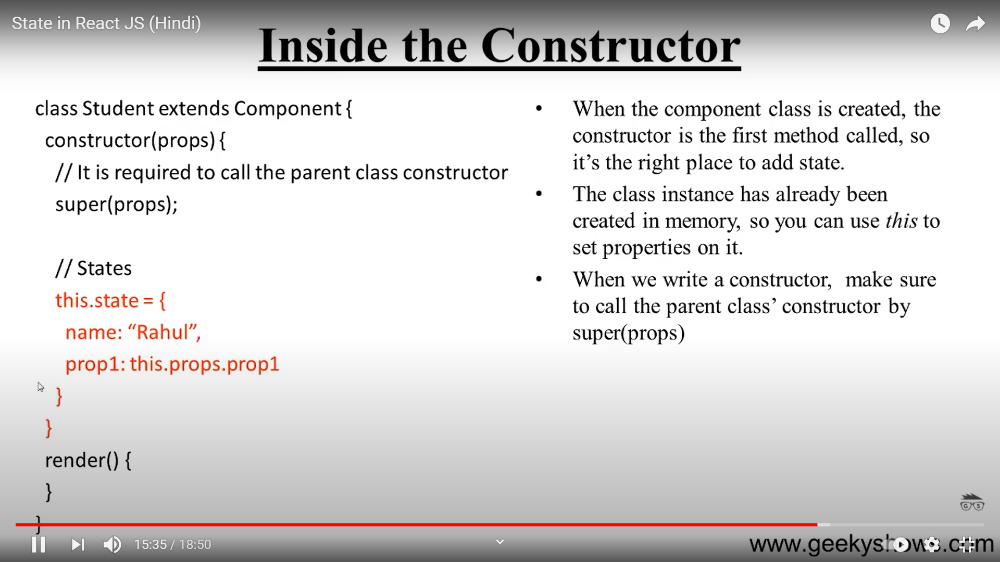 State in React JS (Hindi)
Inside the Constructor
class Student extends Component {
constructor(props) {
// It is required to call the parent class constructor
super(props);
// States
this.state = {
name: “Rahul”,
prop1: this.props.prop1
}
}
render() {
}
}
• When the component class is created, the
constructor is the first method called, so
it’s the right place to add state.
• The class instance has already been
created in memory, so you can use this to
set properties on it.
• When we write a constructor, make sure
to call the parent class’ constructor by
super(props)
G S
15:35 / 18:50
www.geekyshows.com